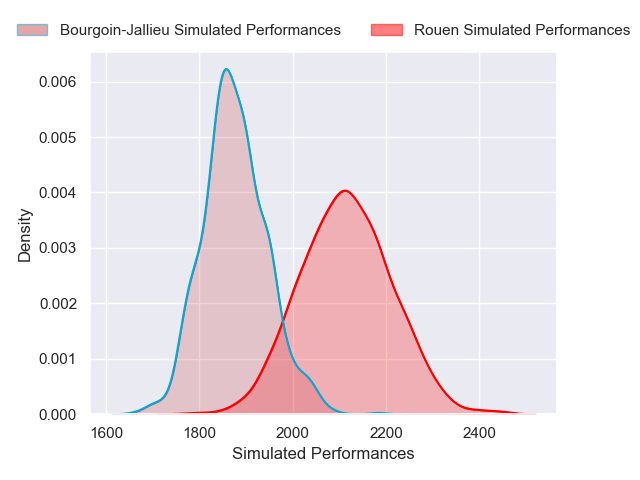 Bourgoin-Jallieu Simulated Performances Rouen Simulated Performances
0.006
0.005
0.004
0.003
0.002
0.001
0.000
Density
1600 1800 2000 2200 2400
Simulated Performances